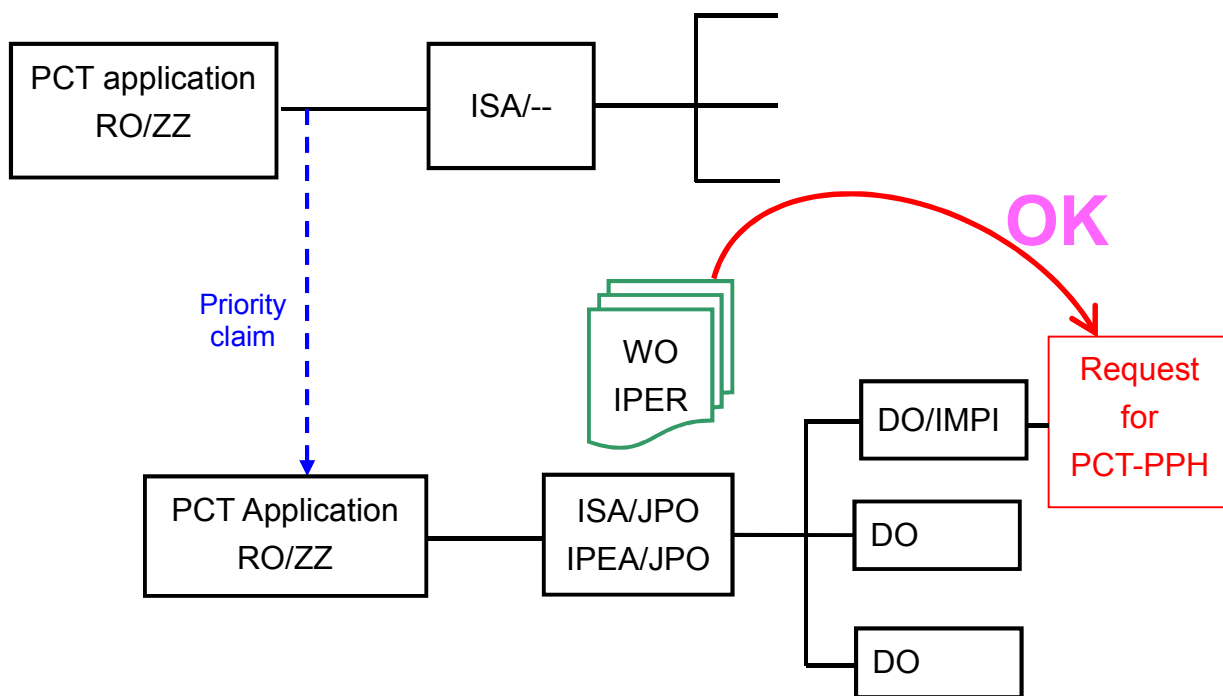 PCT application
RO/ZZ
ISA/--
OK
Priority
claim
WO
IPER
Request
for
PCT-PPH
DO/IMPI
PCT Application
RO/ZZ
ISA/JPO
IPEA/JPO
DO
DO